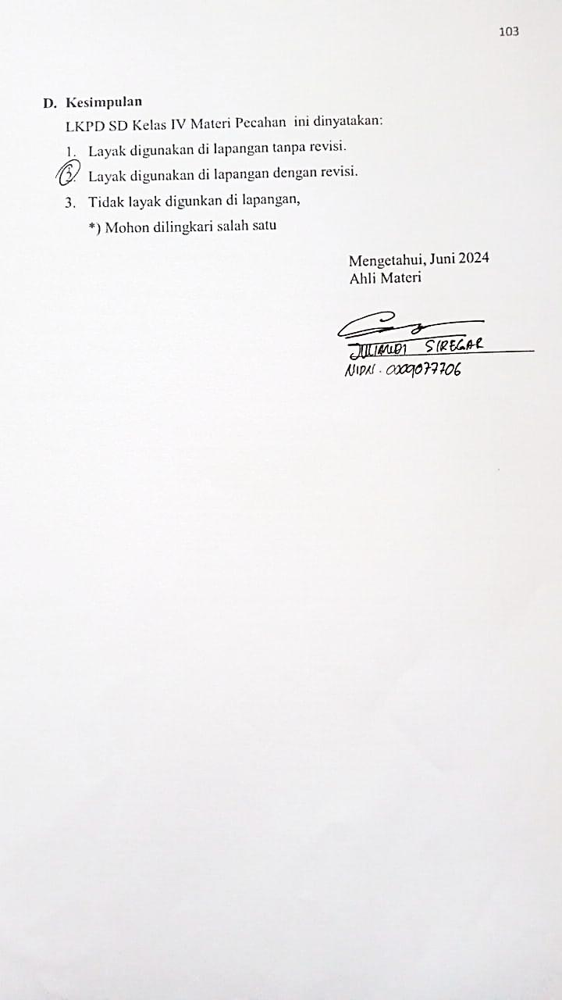 103
D. Kesimpulan
LKPD SD Kelas IV Materi Pecahan ini dinyatakan:
1. Layak digunakan di lapangan tanpa revisi.
2. Layak digunakan di lapangan dengan revisi.
3. Tidak layak digunkan di lapangan,
*) Mohon dilingkari salah satu
Mengetahui, Juni 2024
Ahli Materi
SIREGAR
NIDN. 0009077706